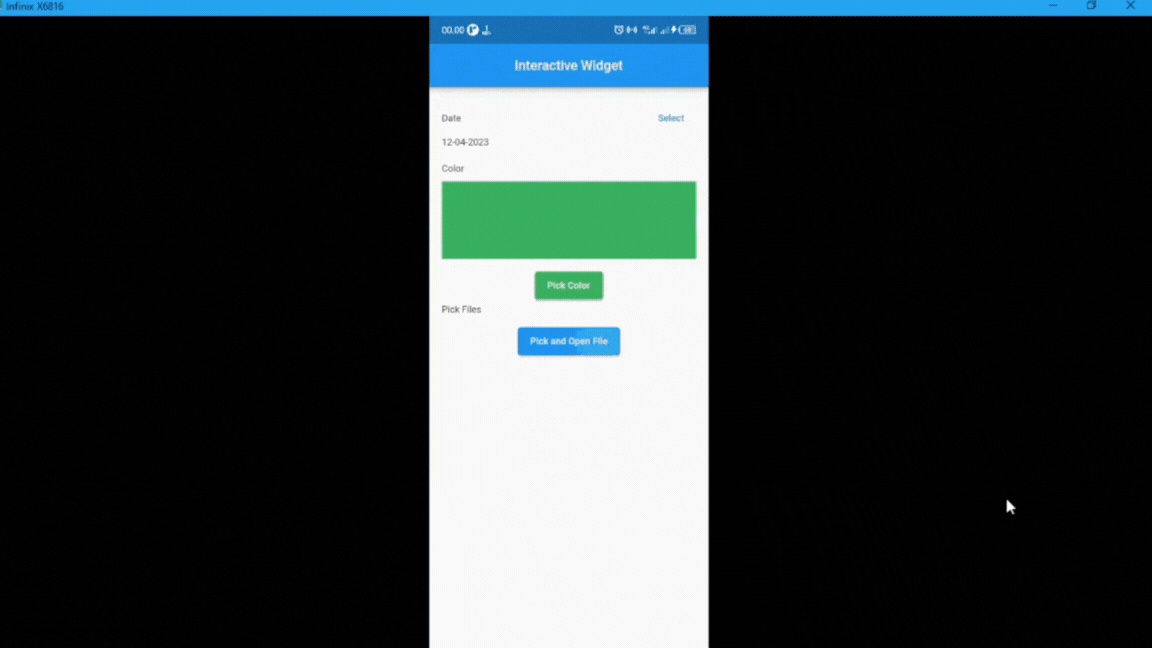 Infinix X6816
00.00
Interactive Widget
Date
Select
12-04-2023
Color
Pick Color
Pick Files
Pick and Open File